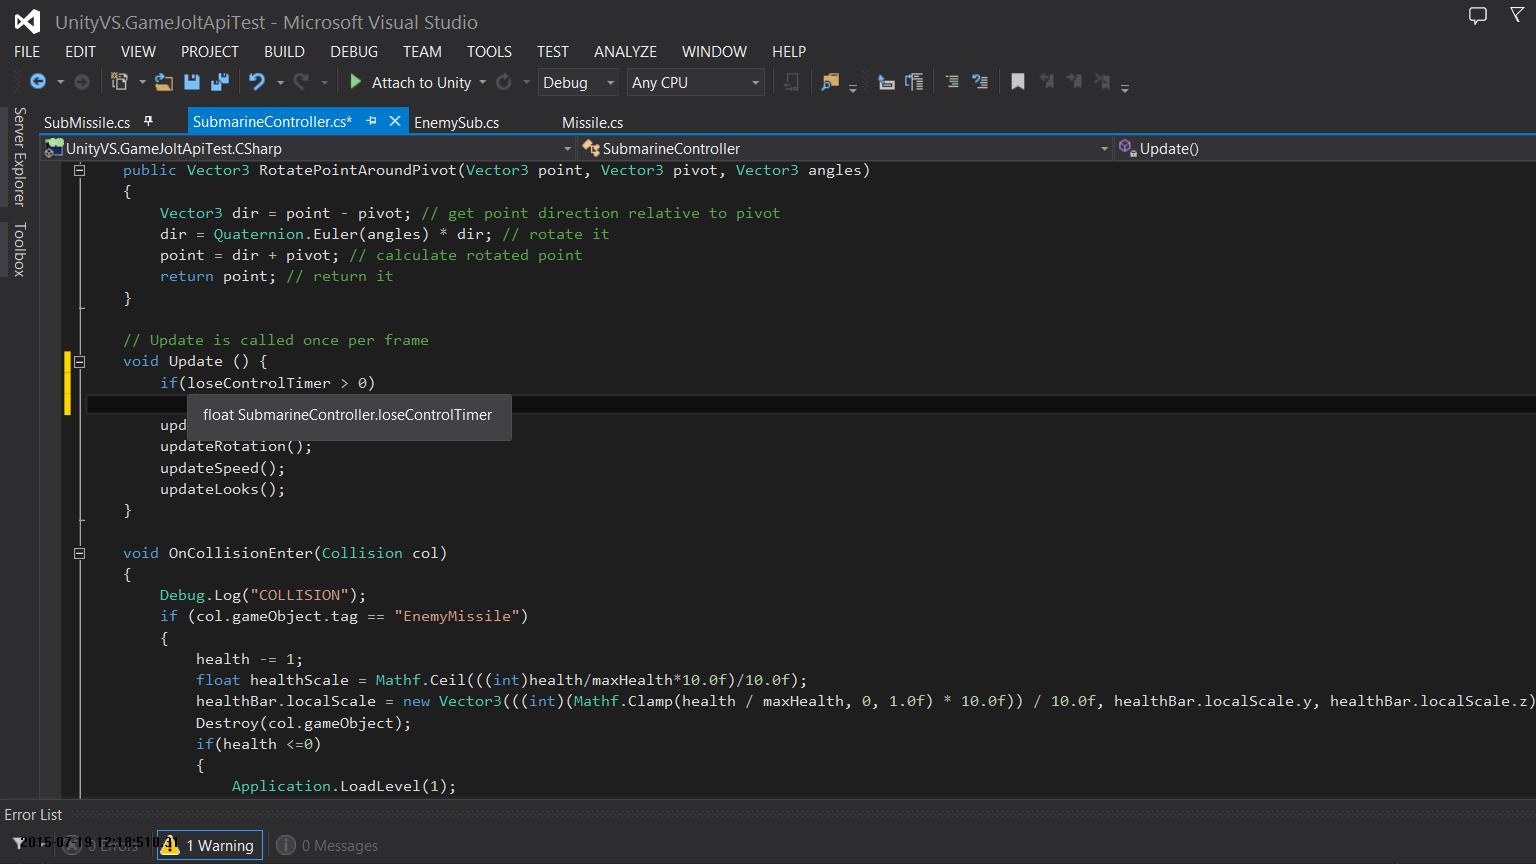 UnityVS.GameJoltApiTest - Microsoft Visual Studio
FILE EDIT VIEW PROJECT BUILD DEBUG TEAM TOOLS TEST ANALYZE WINDOW HELP
Attach to Unity Debug Any CPU
Server Explorer
Toolbox
SubMissile.cs SubmarineController.cs* EnemySub.cs Missile.cs
UnityVS.GameJoltApiTest.CSharp SubmarineController Update()
public Vector3 RotatePointAroundPivot(Vector3 point, Vector3 pivot, Vector3 angles)
{
Vector3 dir = point - pivot; // get point direction relative to pivot
dir = Quaternion.Euler(angles) * dir; // rotate it
point = dir + pivot; // calculate rotated point
return point; // return it
}
// Update is called once per frame
void Update () {
if(loseControlTimer > 0)
float SubmarineController.loseControlTimer
upd
updateRotation();
updateSpeed();
updateLooks();
}
void OnCollisionEnter(Collision col)
{
Debug.Log("COLLISION");
if (col.gameObject.tag == "EnemyMissile")
{
health -= 1;
float healthScale = Mathf.Ceil(((int)health/maxHealth*10.0f)/10.0f);
healthBar.localScale = new Vector3(((int)(Mathf.Clamp(health / maxHealth, 0, 1.0f) * 10.0f)) / 10.0f, healthBar.localScale.y, healthBar.localScale.z)
Destroy(col.gameObject);
if(health <=0)
{
Application.LoadLevel(1);
Error List
0 Errors 1 Warning 0 Messages